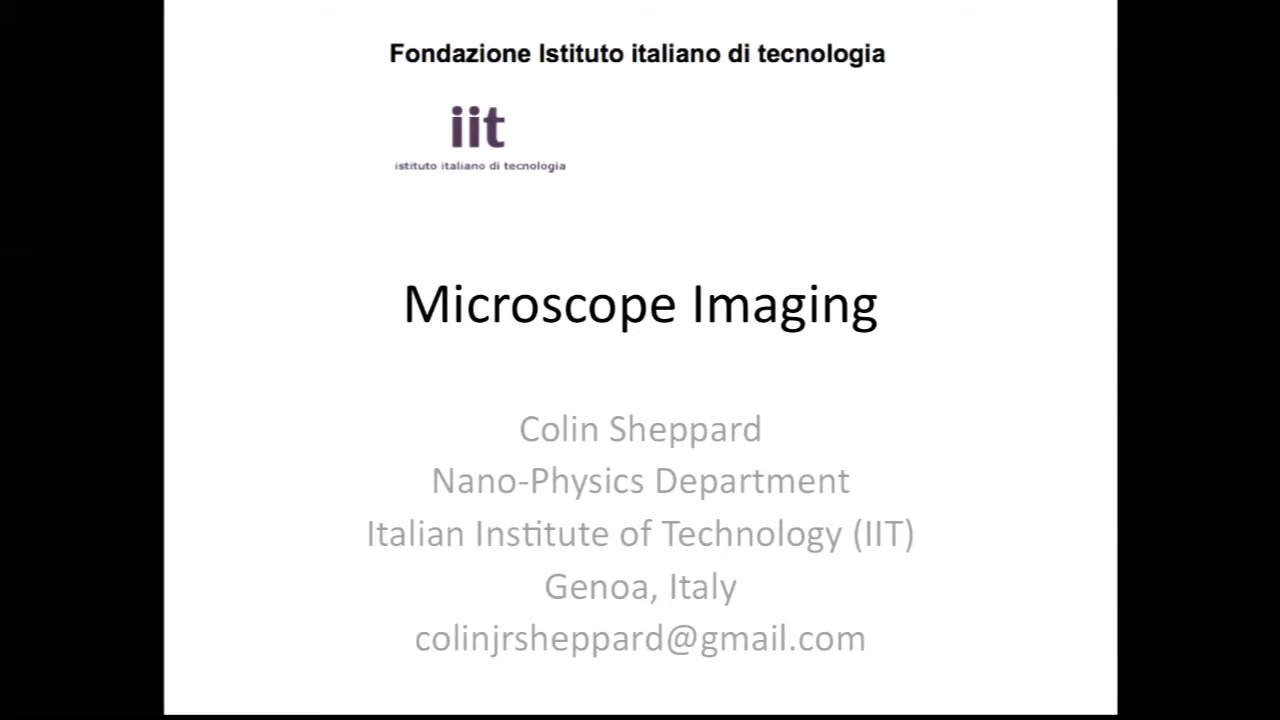 Fondazione Istituto italiano di tecnologia
iit
istituto italiano di tecnologia
Microscope Imaging
Colin Sheppard
Nano-Physics Department
Italian Institute of Technology (IIT)
Genoa, Italy
colinjrsheppard@gmail.com